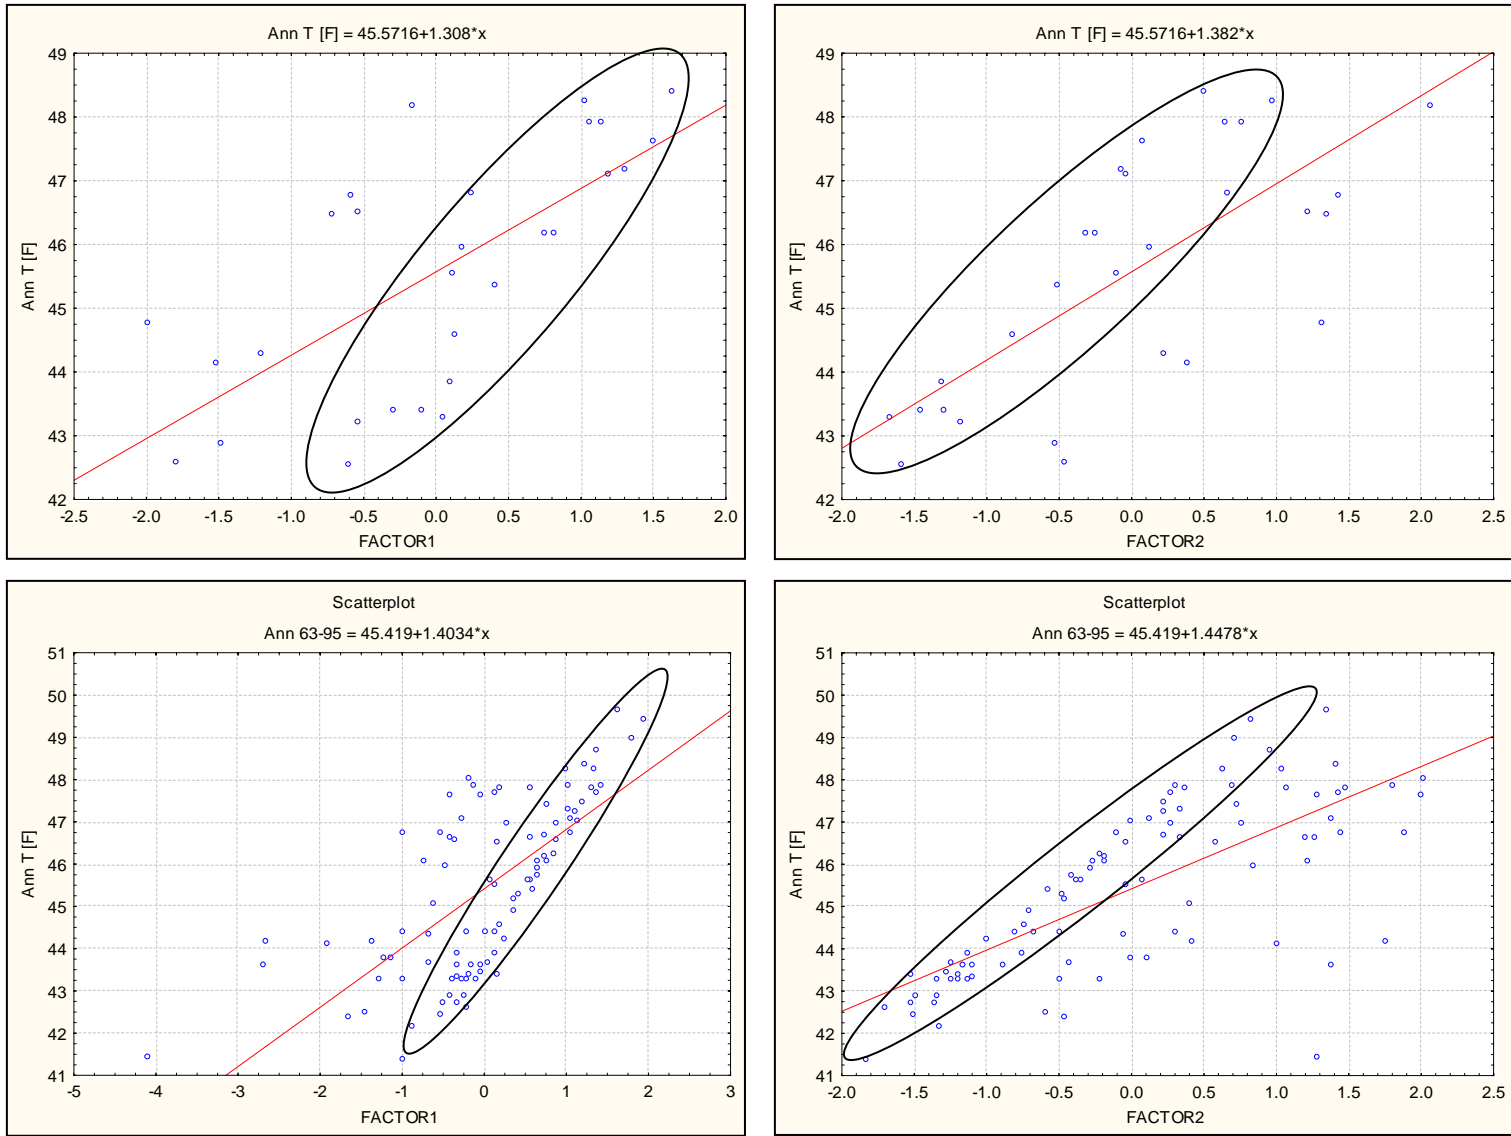 Ann T [F] = 45.5716+1.308*x
49
48
47
46
45
44
43
42
Ann T [F]
-2.5 -2.0 -1.5 -1.0 -0.5 0.0 0.5 1.0 1.5 2.0
FACTOR1
Ann T [F] = 45.5716+1.382*x
49
48
47
46
45
44
43
42
Ann T [F]
-2.0 -1.5 -1.0 -0.5 0.0 0.5 1.0 1.5 2.0 2.5
FACTOR2
Scatterplot
Ann 63-95 = 45.419+1.4034*x
51
50
49
48
47
46
45
44
43
42
41
Ann T [F]
-5 -4 -3 -2 -1 0 1 2 3
FACTOR1
Scatterplot
Ann 63-95 = 45.419+1.4478*x
51
50
49
48
47
46
45
44
43
42
41
Ann T [F]
-2.0 -1.5 -1.0 -0.5 0.0 0.5 1.0 1.5 2.0 2.5
FACTOR2